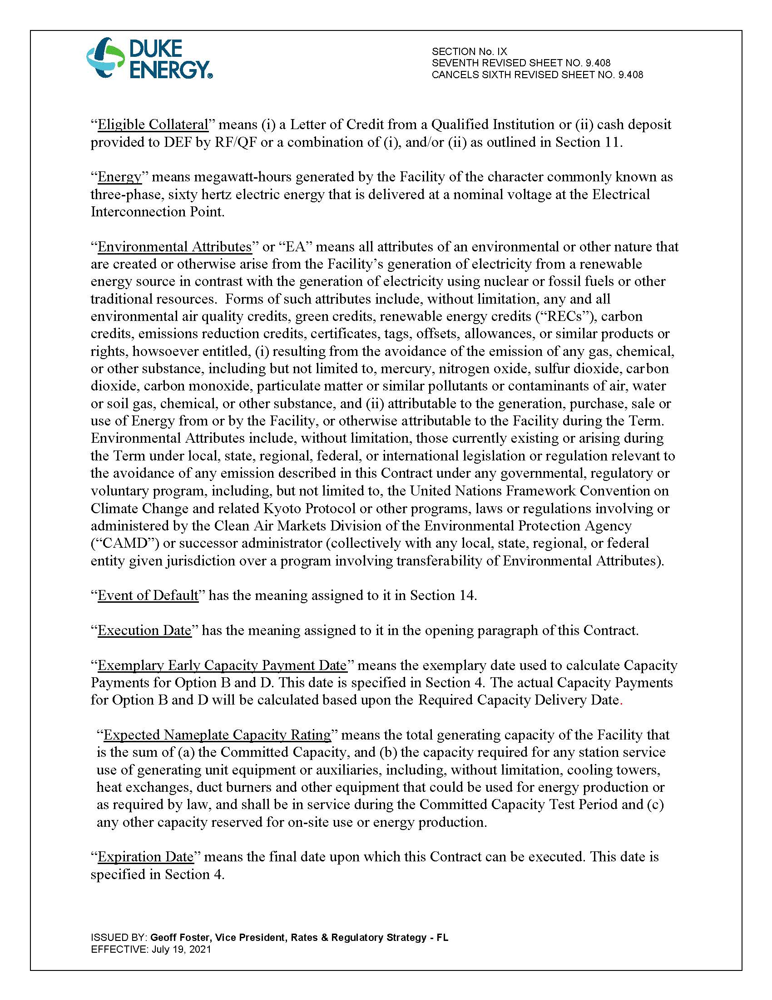 DUKE
ENERGY®
SECTION No. IX
SEVENTH REVISED SHEET NO. 9.408
CANCELS SIXTH REVISED SHEET NO. 9.408
“Eligible Collateral” means (i) a Letter of Credit from a Qualified Institution or (ii) cash deposit
provided to DEF by RF/QF or a combination of (i), and/or (ii) as outlined in Section 11.
“Energy” means megawatt-hours generated by the Facility of the character commonly known as
three-phase, sixty hertz electric energy that is delivered at a nominal voltage at the Electrical
Interconnection Point.
“Environmental Attributes” or “EA” means all attributes of an environmental or other nature that
are created or otherwise arise from the Facility’s generation of electricity from a renewable
energy source in contrast with the generation of electricity using nuclear or fossil fuels or other
traditional resources.  Forms of such attributes include, without limitation, any and all
environmental air quality credits, green credits, renewable energy credits (“RECs”), carbon
credits, emissions reduction credits, certificates, tags, offsets, allowances, or similar products or
rights, howsoever entitled, (i) resulting from the avoidance of the emission of any gas, chemical,
or other substance, including but not limited to, mercury, nitrogen oxide, sulfur dioxide, carbon
dioxide, carbon monoxide, particulate matter or similar pollutants or contaminants of air, water
or soil gas, chemical, or other substance, and (ii) attributable to the generation, purchase, sale or
use of Energy from or by the Facility, or otherwise attributable to the Facility during the Term.
Environmental Attributes include, without limitation, those currently existing or arising during
the Term under local, state, regional, federal, or international legislation or regulation relevant to
the avoidance of any emission described in this Contract under any governmental, regulatory or
voluntary program, including, but not limited to, the United Nations Framework Convention on
Climate Change and related Kyoto Protocol or other programs, laws or regulations involving or
administered by the Clean Air Markets Division of the Environmental Protection Agency
(“CAMD”) or successor administrator (collectively with any local, state, regional, or federal
entity given jurisdiction over a program involving transferability of Environmental Attributes).
“Event of Default” has the meaning assigned to it in Section 14.
“Execution Date” has the meaning assigned to it in the opening paragraph of this Contract.
“Exemplary Early Capacity Payment Date” means the exemplary date used to calculate Capacity
Payments for Option B and D. This date is specified in Section 4. The actual Capacity Payments
for Option B and D will be calculated based upon the Required Capacity Delivery Date.
“Expected Nameplate Capacity Rating” means the total generating capacity of the Facility that
is the sum of (a) the Committed Capacity, and (b) the capacity required for any station service
use of generating unit equipment or auxiliaries, including, without limitation, cooling towers,
heat exchanges, duct burners and other equipment that could be used for energy production or
as required by law, and shall be in service during the Committed Capacity Test Period and (c)
any other capacity reserved for on-site use or energy production.
“Expiration Date” means the final date upon which this Contract can be executed. This date is
specified in Section 4.
ISSUED BY: Geoff Foster, Vice President, Rates & Regulatory Strategy - FL
EFFECTIVE: July 19, 2021